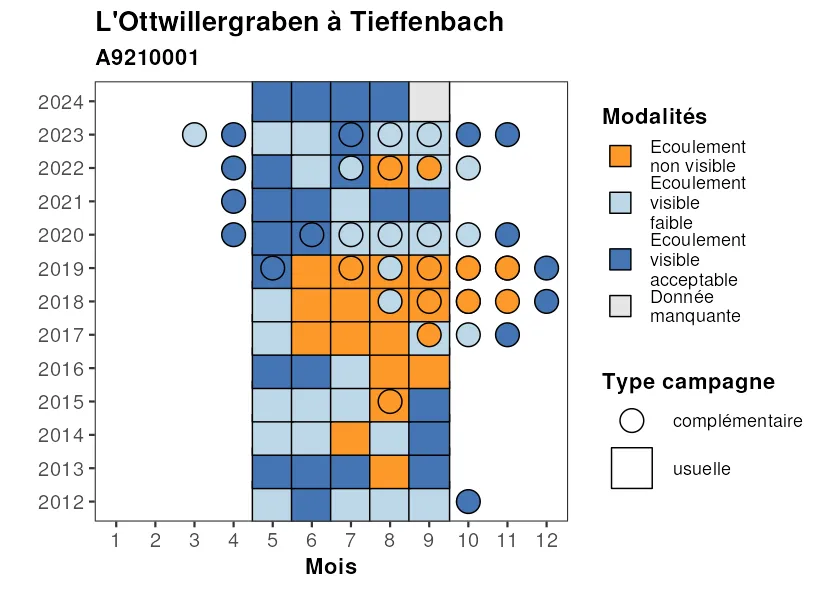 L'Ottwillergraben à Tieffenbach
A9210001
2024
2023
2022
2021
2020
2019
2018
2017
2016
2015
2014
2013
2012
1 2 3 4 5 6 7 8 9 10 11 12
Mois
Modalités
Ecoulement
non visible
Ecoulement
visible
faible
Ecoulement
visible
acceptable
Donnée
manquante
Type campagne
complémentaire
usuelle